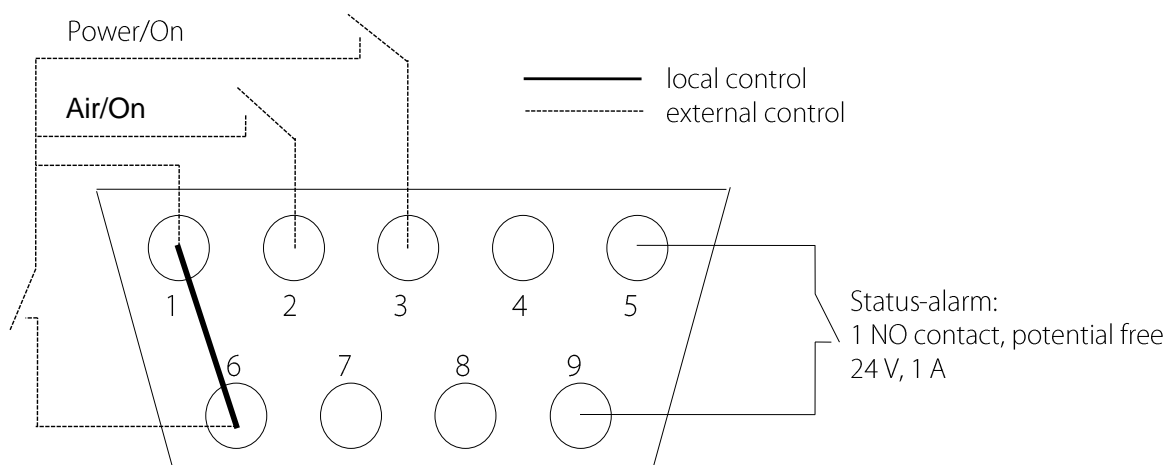 Power/On
local control
Air/On
external control
1 2 3 4 5
Status-alarm:
1 NO contact, potential free
24 V, 1 A
6 7 8 9